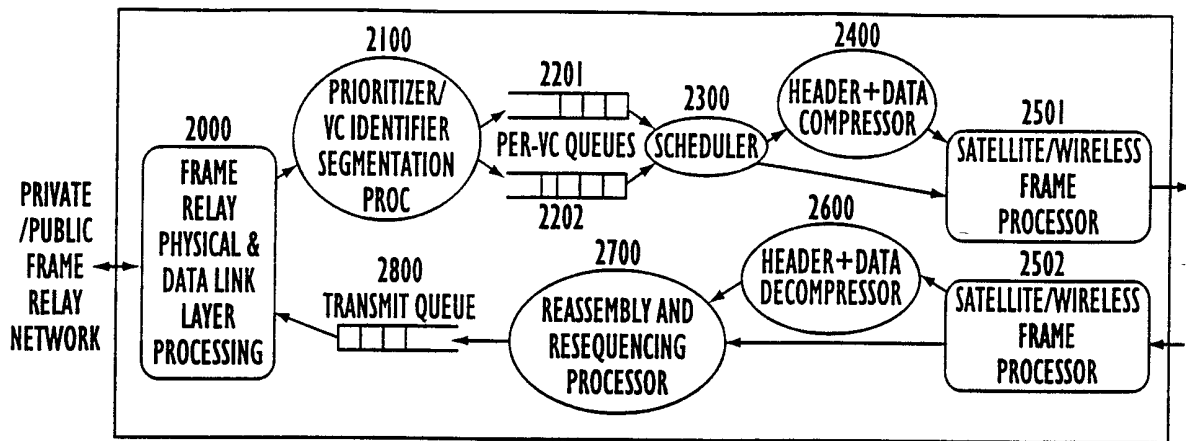 2100
PRIORITIZER/
VC IDENTIFIER
SEGMENTATION
PROC
2201
PER-VC QUEUES
2202
2300
SCHEDULER
2400
HEADER+DATA
COMPRESSOR
2501
SATELLITE/WIRELESS
FRAME
PROCESSOR
2000
FRAME
RELAY
PHYSICAL &
DATA LINK
LAYER
PROCESSING
PRIVATE
/PUBLIC
FRAME
RELAY
NETWORK
2800
TRANSMIT QUEUE
2700
REASSEMBLY AND
RESEQUENCING
PROCESSOR
2600
HEADER+DATA
DECOMPRESSOR
2502
SATELLITE/WIRELESS
FRAME
PROCESSOR